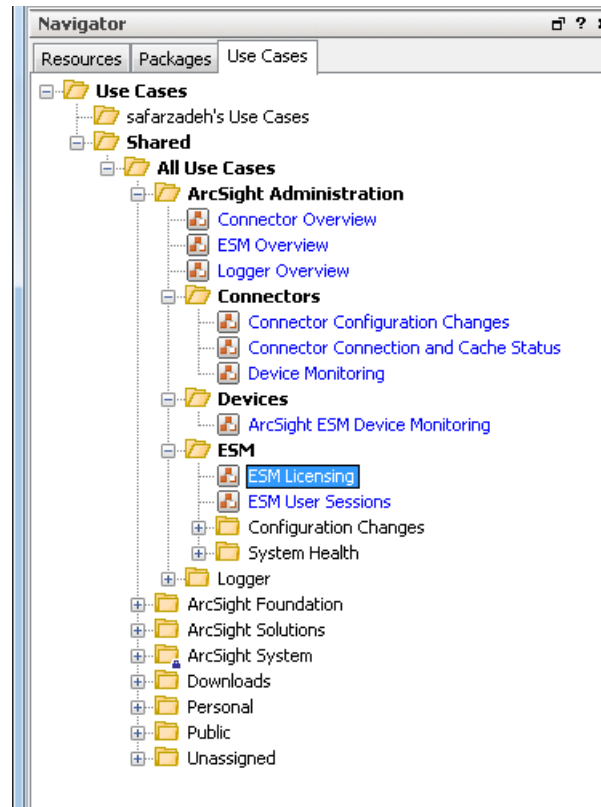 Navigator
Resources Packages Use Cases
Use Cases
safarzadeh's Use Cases
Shared
All Use Cases
ArcSight Administration
Connector Overview
ESM Overview
Logger Overview
Connectors
Connector Configuration Changes
Connector Connection and Cache Status
Device Monitoring
Devices
ArcSight ESM Device Monitoring
ESM
ESM Licensing
ESM User Sessions
Configuration Changes
System Health
Logger
ArcSight Foundation
ArcSight Solutions
ArcSight System
Downloads
Personal
Public
Unassigned